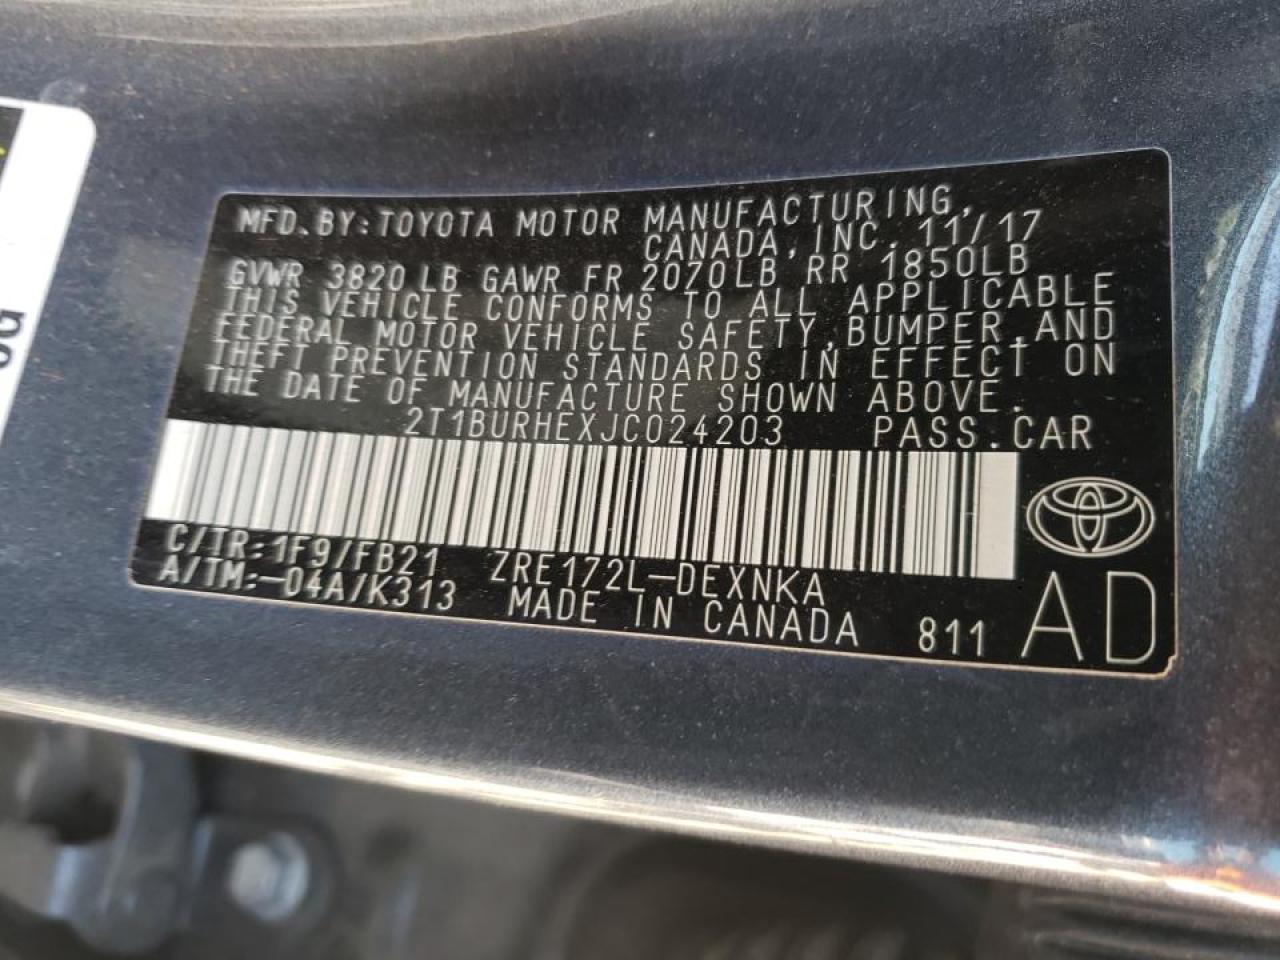 MFD.BY:TOYOTA MOTOR MANUFACTURING,
CANADA,INC. 11/17
GVWR 3820LB GAWR FR 2070LB RR 1850LB
THIS VEHICLE CONFORMS TO ALL APPLICABLE
FEDERAL MOTOR VEHICLE SAFETY,BUMPER,AND
THEFT PREVENTION STANDARDS IN EFFECT ON
THE DATE OF MANUFACTURE SHOWN ABOVE.
2T1BURHEXJC024203 PASS.CAR
C/TR:1F9/FB21 ZRE172L-DEXNKA
A/TM:-04A/K313 MADE IN CANADA 811 AD